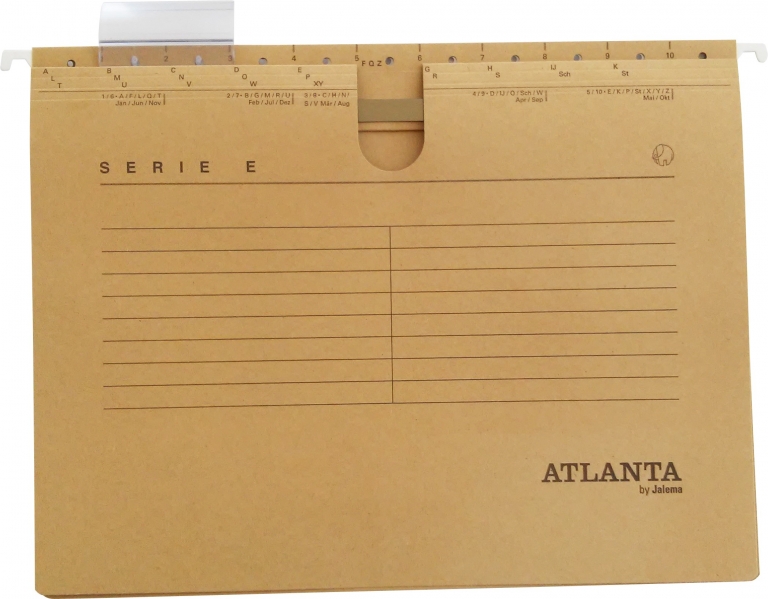 2 3 4 5 6 7 8 9 10
A B C D E F Q Z G H IJ K
L M N O P R S Sch St
T U V W XY
1/6 • A/F/L/Q/T 2/7 • B/G/M/R/U 3/8 • C/H/N/ 4/9 • D/IJ/O/Sch/W 5/10 • E/K/P/St/X/Y/Z
Jan/Jun/Nov Feb/Jul/Dez S/V Mär/Aug Apr/Sep Mai/Okt
SERIE E
ATLANTA
by Jalema